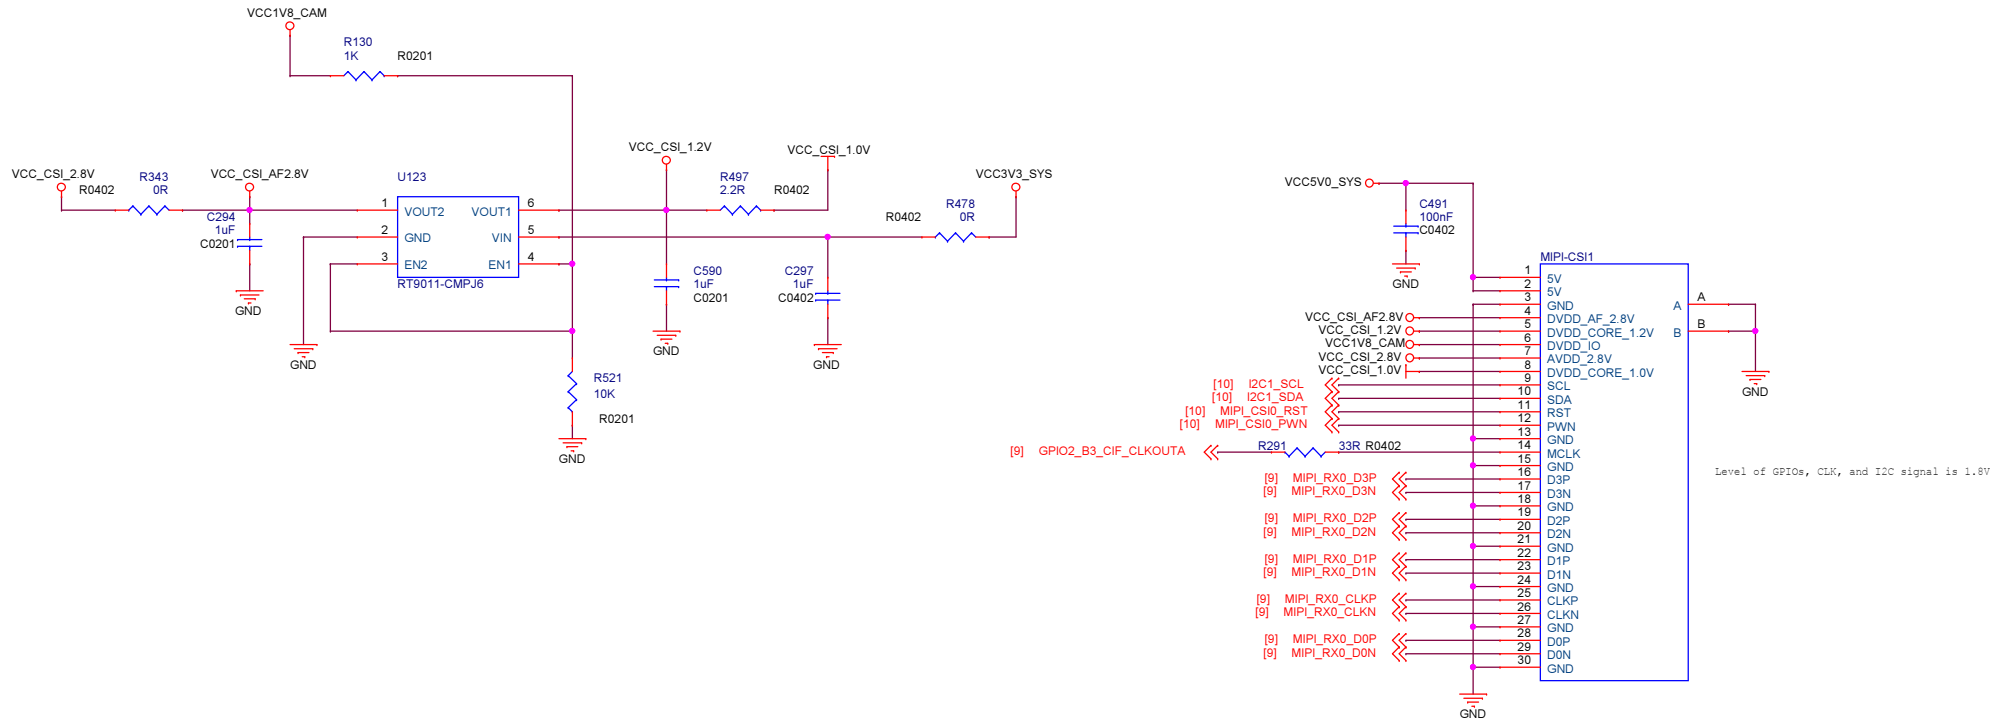 VCC1V8_CAM
R130
1K
R0201
VCC_CSI_2.8V
R0402
R343
0R
VCC_CSI_AF2.8V
C294
1uF
C0201
GND
U123
1 VOUT2
2 GND
3 EN2
VOUT1 6
VIN 5
EN1 4
RT9011-CMPJ6
GND
VCC_CSI_1.2V
R497
2.2R
R0402
VCC_CSI_1.0V
R0402
R478
0R
VCC3V3_SYS
C590
1uF
C0201
GND
C297
1uF
C0402
GND
R521
10K
R0201
GND
VCC5V0_SYS
C491
100nF
C0402
GND
MIPI-CSI1
1 5V
2 5V
3 GND
VCC_CSI_AF2.8V 4 DVDD_AF_2.8V
VCC_CSI_1.2V 5 DVDD_CORE_1.2V
VCC1V8_CAM 6 DVDD_IO
VCC_CSI_2.8V 7 AVDD_2.8V
VCC_CSI_1.0V 8 DVDD_CORE_1.0V
[10] I2C1_SCL 9 SCL
[10] I2C1_SDA 10 SDA
[10] MIPI_CSI0_RST 11 RST
[10] MIPI_CSI0_PWN 12 PWN
13 GND
[9] GPIO2_B3_CIF_CLKOUTA R291 33R R0402 14 MCLK
15 GND
[9] MIPI_RX0_D3P 16 D3P
[9] MIPI_RX0_D3N 17 D3N
18 GND
[9] MIPI_RX0_D2P 19 D2P
[9] MIPI_RX0_D2N 20 D2N
21 GND
[9] MIPI_RX0_D1P 22 D1P
[9] MIPI_RX0_D1N 23 D1N
24 GND
[9] MIPI_RX0_CLKP 25 CLKP
[9] MIPI_RX0_CLKN 26 CLKN
27 GND
[9] MIPI_RX0_D0P 28 D0P
[9] MIPI_RX0_D0N 29 D0N
30 GND
GND
A A
B B
GND
Level of GPIOs, CLK, and I2C signal is 1.8V